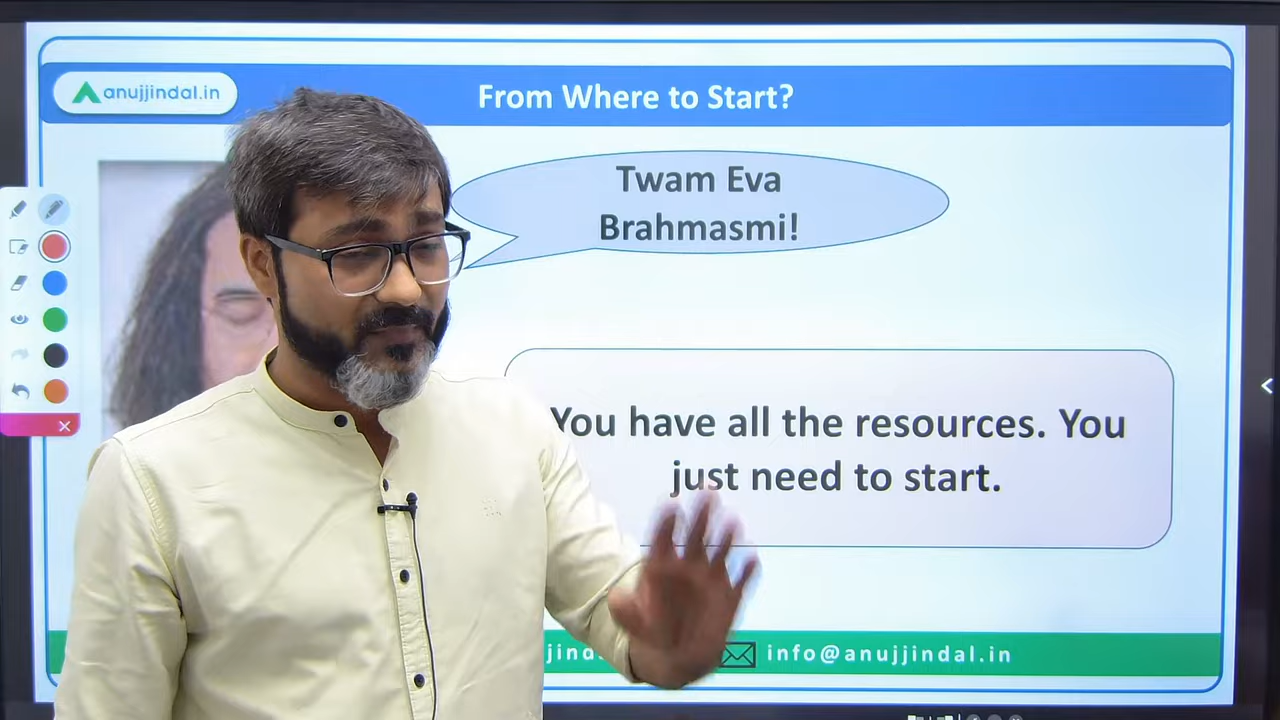 anujjindal.in
From Where to Start?
Twam Eva
Brahmasmi!
You have all the resources. You
just need to start.
info@anujjindal.in